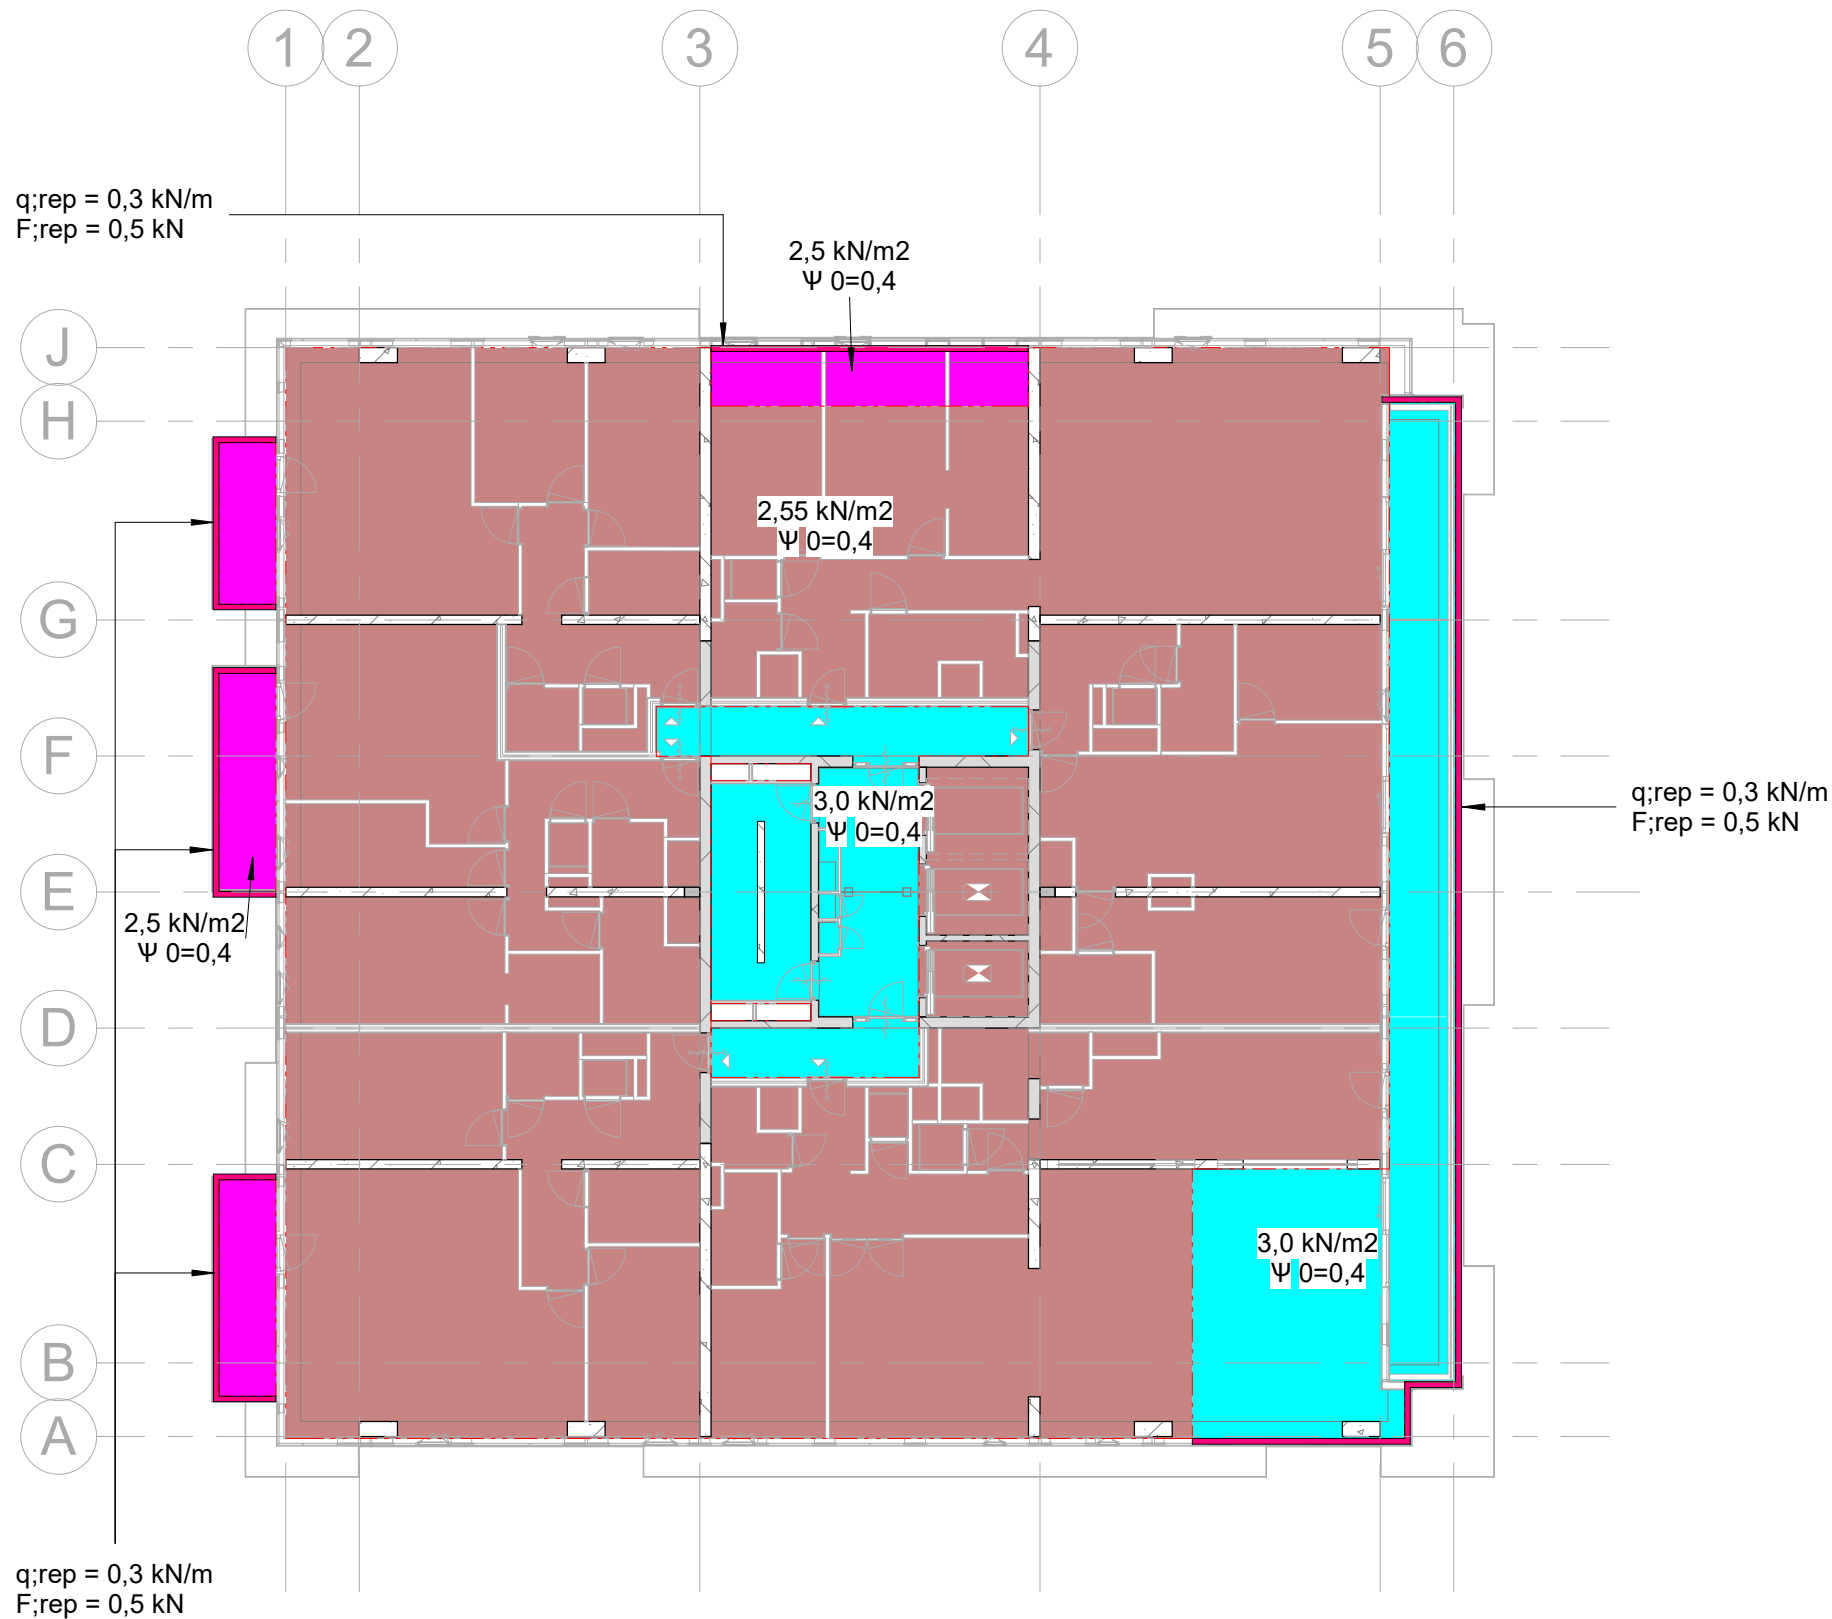 1 2 3 4 5 6
q;rep = 0,3 kN/m
F;rep = 0,5 kN
2,5 kN/m2
Ψ 0=0,4
J
H
2,55 kN/m2
Ψ 0=0,4
G
F
3,0 kN/m2
Ψ 0=0,4
q;rep = 0,3 kN/m
F;rep = 0,5 kN
E
2,5 kN/m2
Ψ 0=0,4
D
C
3,0 kN/m2
Ψ 0=0,4
B
A
q;rep = 0,3 kN/m
F;rep = 0,5 kN